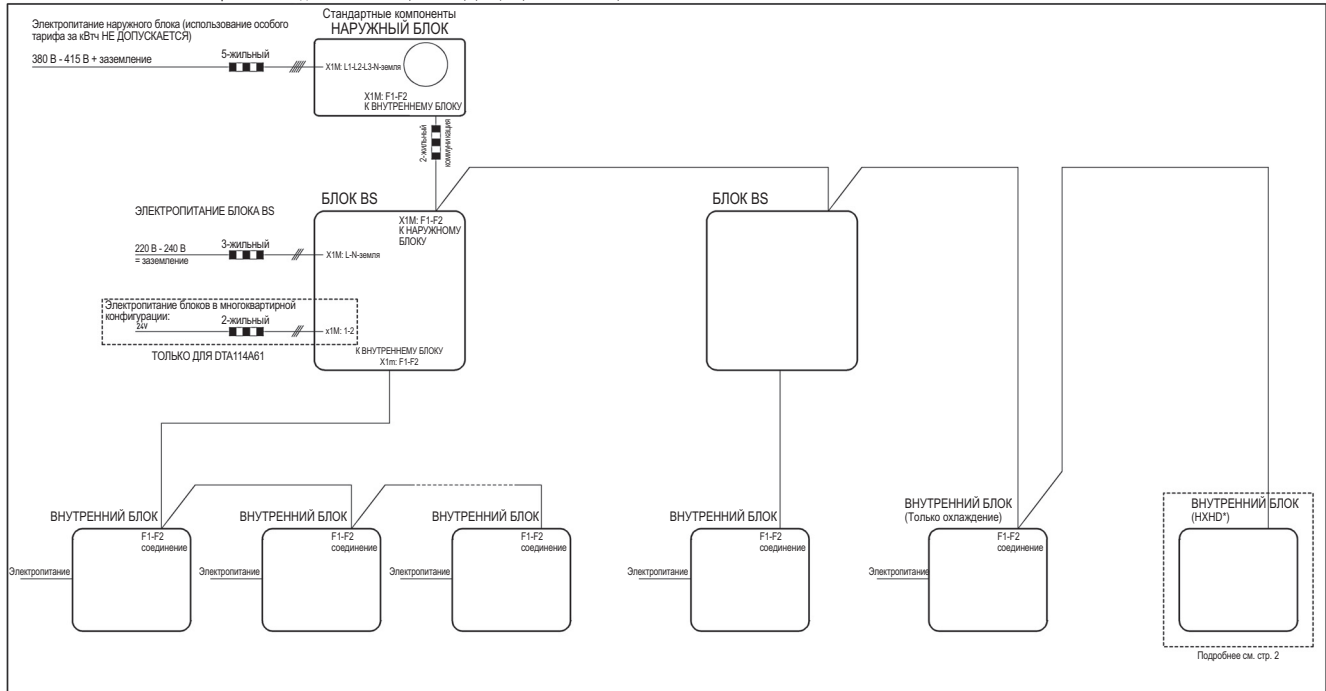 Стандартные компоненты
НАРУЖНЫЙ БЛОК
Электропитание наружного блока (использование особого
тарифа за кВтч НЕ ДОПУСКАЕТСЯ)
380 В - 415 В + заземление
5-жильный
X1M: L1-L2-L3-N-земля
X1M: F1-F2
К ВНУТРЕННЕМУ БЛОКУ
2-жильный
коммуникация
БЛОК BS
БЛОК BS
ЭЛЕКТРОПИТАНИЕ БЛОКА BS
X1M: F1-F2
К НАРУЖНОМУ
БЛОКУ
220 В - 240 В
= заземление
3-жильный
X1M: L-N-земля
Электропитание блоков в многоквартирной
конфигурации:
24V
2-жильный
x1M: 1-2
ТОЛЬКО ДЛЯ DTA114A61
К ВНУТРЕННЕМУ БЛОКУ
X1m: F1-F2
ВНУТРЕННИЙ БЛОК
F1-F2
соединение
Электропитание
ВНУТРЕННИЙ БЛОК
F1-F2
соединение
Электропитание
ВНУТРЕННИЙ БЛОК
F1-F2
соединение
Электропитание
ВНУТРЕННИЙ БЛОК
F1-F2
соединение
Электропитание
ВНУТРЕННИЙ БЛОК
(Только охлаждение)
F1-F2
соединение
Электропитание
ВНУТРЕННИЙ БЛОК
(HXHD*)
Подробнее см. стр. 2